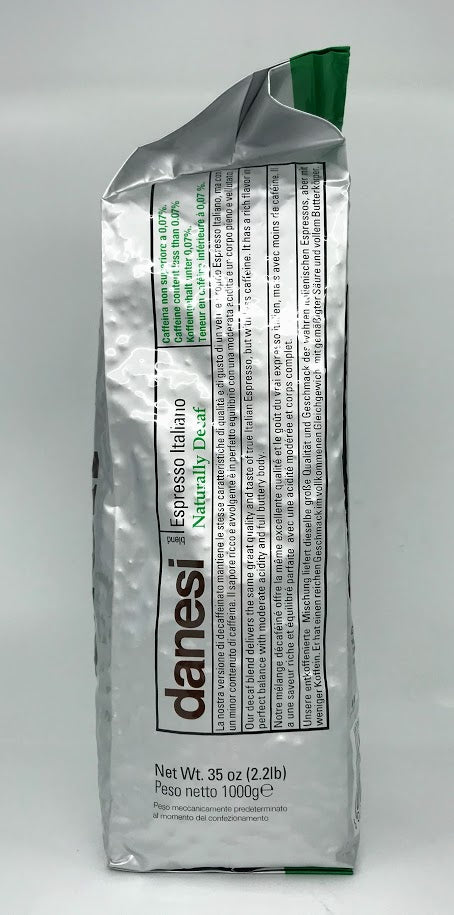 danesi
blend
Espresso Italiano
Naturally Decaf
Caffeina non superiore a 0,07%.
Caffeine content less than 0.07%
Koffeingehalt unter 0,07%.
Teneur en caféine inférieure à 0,07 %.
La nostra versione di decaffeinato mantiene le stesse caratteristiche di qualità e di gusto di un vero e proprio Espresso Italiano, ma con
un minor contenuto di caffeina. Il sapore ricco è avvolgente è in perfetto equilibrio con una moderata acidità e un corpo pieno e vellutato.
Our decaf blend delivers the same great quality and taste of true Italian Espresso, but with less caffeine. It has a rich flavor in
perfect balance with moderate acidity and full buttery body.
Notre mélange décaféiné offre la même excellente qualité et le goût du vrai expresso italien, mais avec moins de caféine. Il
a une saveur riche et équilibré parfaite avec une acidité modérée et corps complet.
Unsere entkoffenierte Mischung liefert dieselbe große Qualität und Geschmack des wahren italienischen Espressos, aber mit
weniger Koffein. Er hat einen reichen Geschmack im vollkommenen Gleichgewich mit gemäßigter Säure und vollem Butterkörper.
Net Wt. 35 oz (2.2lb)
Peso netto 1000g℮
Peso meccanicamente predeterminato
al momento del confezionamento